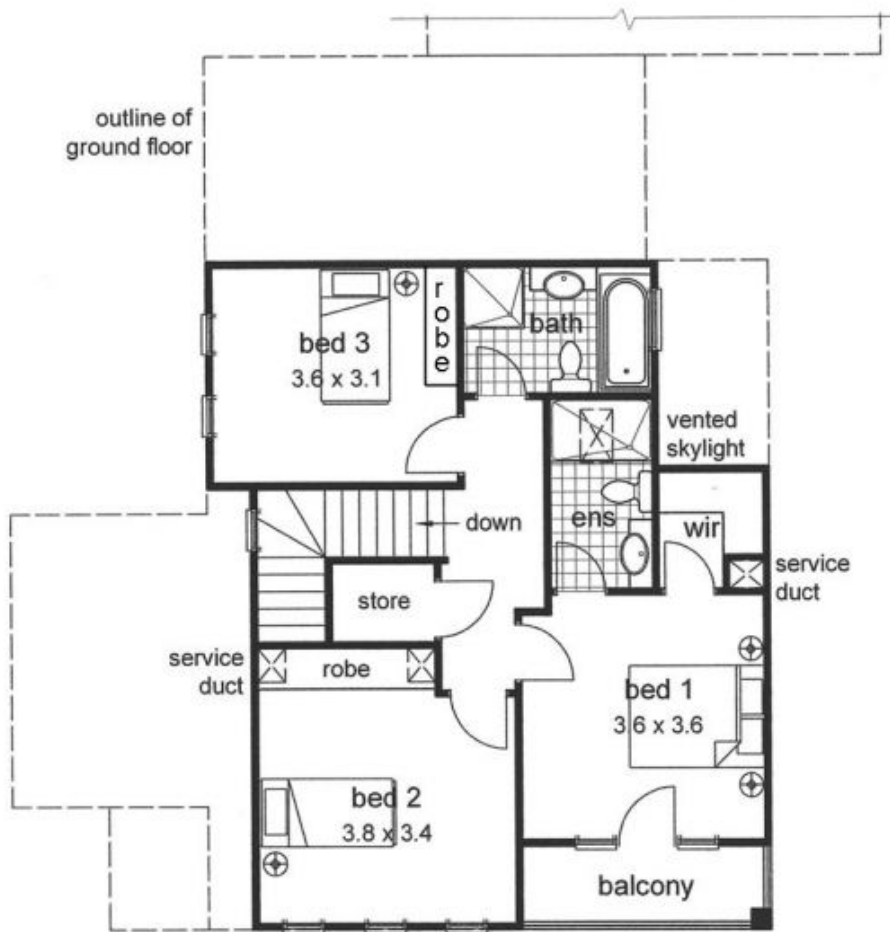 outline of
ground floor
robe
bath
bed 3
3.6 x 3.1
vented
skylight
ens
down
wir
service
duct
store
service
duct
robe
bed 1
3.6 x 3.6
bed 2
3.8 x 3.4
balcony